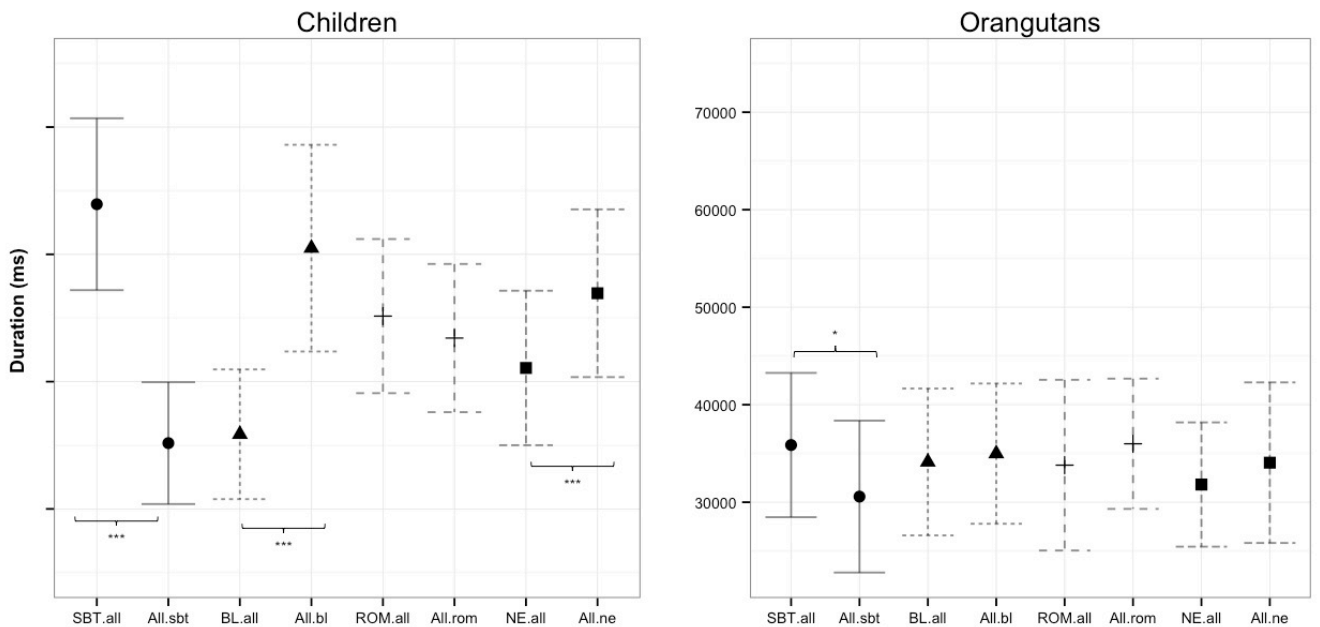 Children
Orangutans
Duration (ms)
***
***
***
SBT.all All.sbt BL.all All.bl ROM.all All.rom NE.all All.ne
70000
60000
50000
40000
30000
*
SBT.all All.sbt BL.all All.bl ROM.all All.rom NE.all All.ne